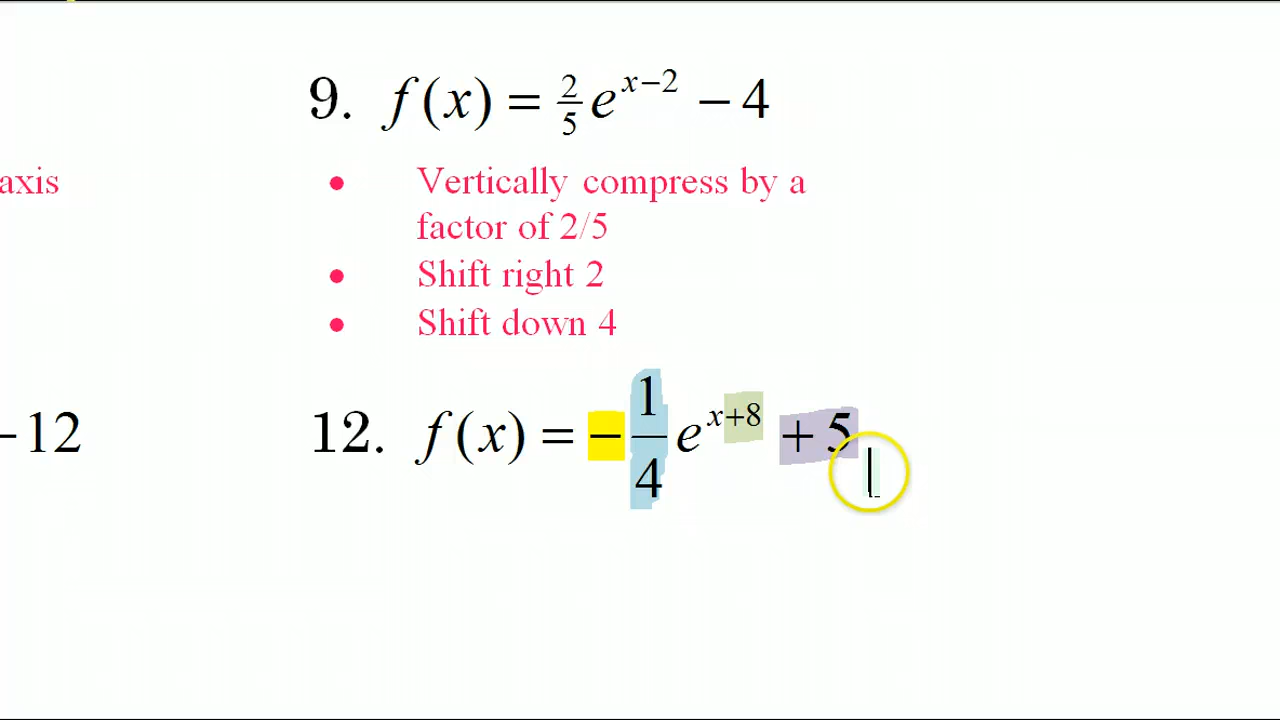 9. f(x) = 2/5 e^{x−2} − 4
axis
• Vertically compress by a
factor of 2/5
• Shift right 2
• Shift down 4
−12
12. f(x) = −1/4 e^{x+8} + 5